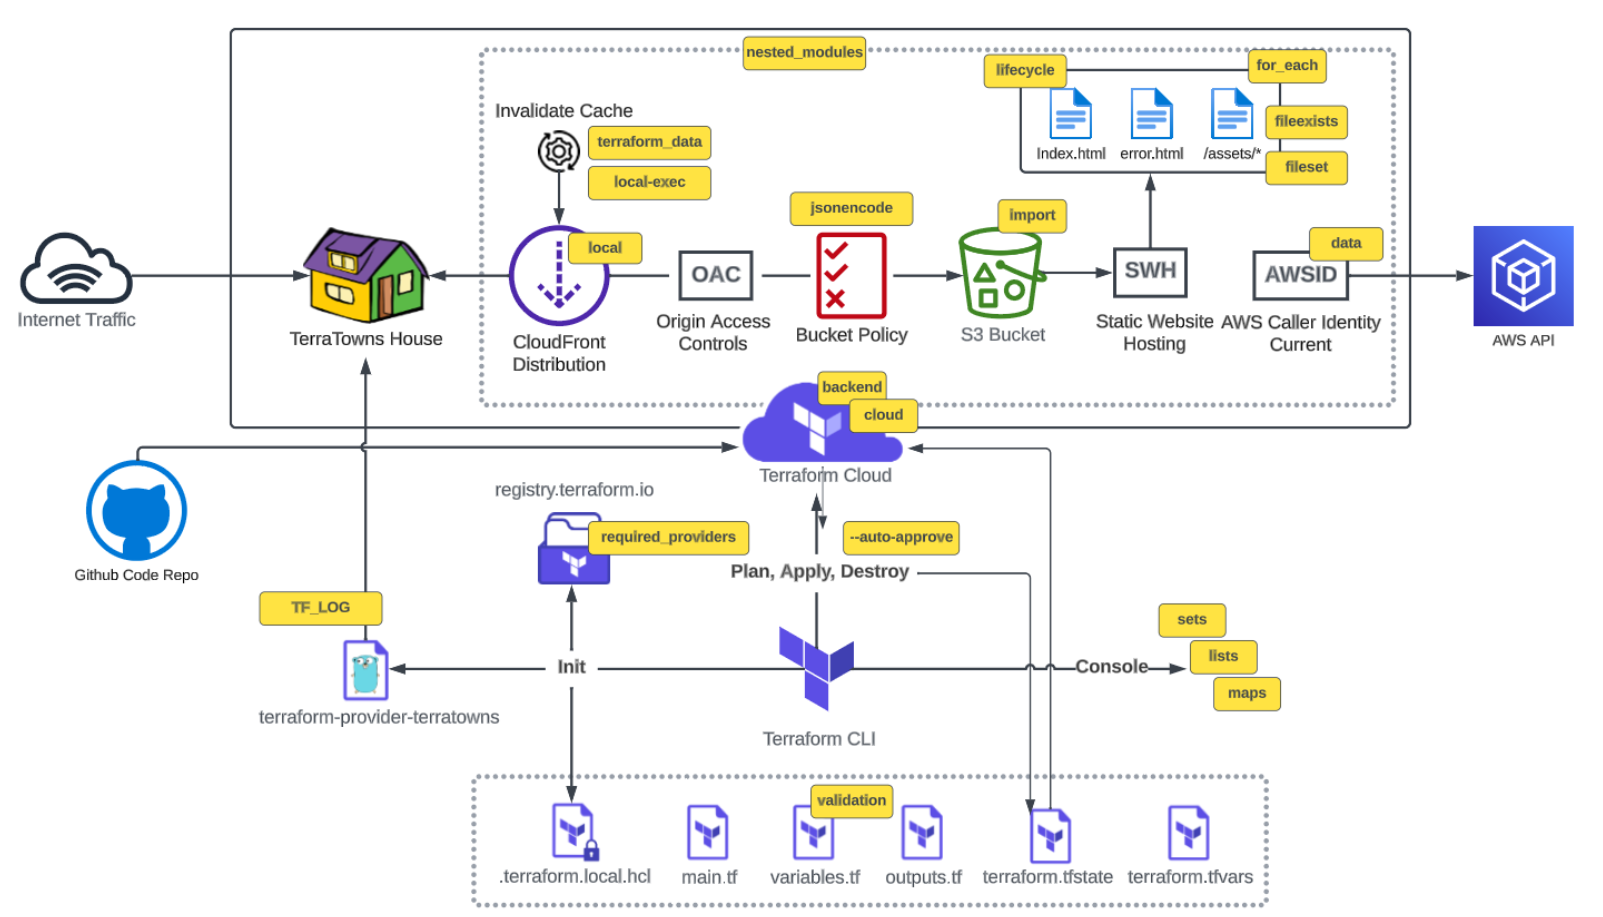 nested_modules
lifecycle
for_each
Invalidate Cache
terraform_data
local-exec
fileexists
fileset
Index.html
error.html
/assets/*
jsonencode
import
local
data
OAC
SWH
AWSID
Internet Traffic
TerraTowns House
CloudFront
Distribution
Origin Access
Controls
Bucket Policy
S3 Bucket
Static Website
Hosting
AWS Caller Identity
Current
AWS API
backend
cloud
Terraform Cloud
registry.terraform.io
required_providers
--auto-approve
Github Code Repo
Plan, Apply, Destroy
TF_LOG
sets
lists
maps
Init
Console
terraform-provider-terratowns
Terraform CLI
validation
.terraform.local.hcl
main.tf
variables.tf
outputs.tf
terraform.tfstate
terraform.tfvars